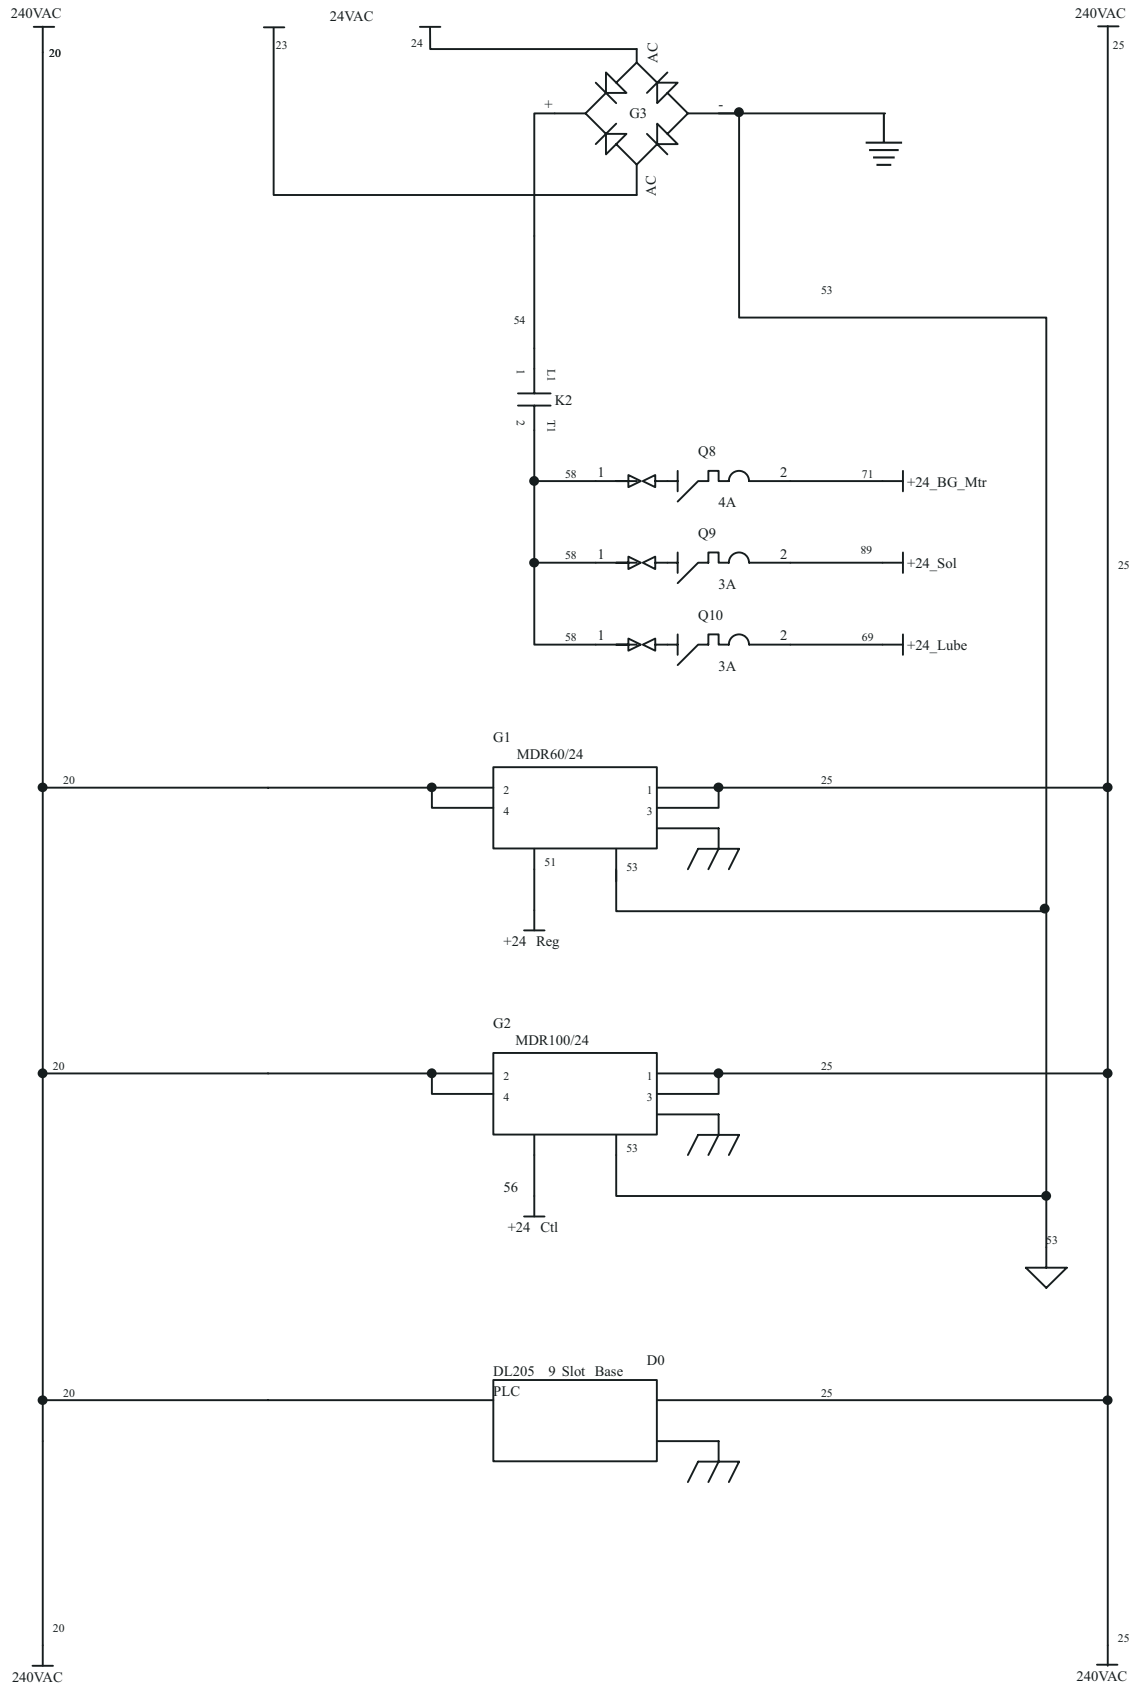 240VAC
24VAC
240VAC
20
23
24
25
AC
+
G3
-
AC
53
54
1
L1
K2
2
T1
Q8
58
1
2
71
+24_BG_Mtr
4A
Q9
58
1
2
89
+24_Sol
3A
25
Q10
58
1
2
69
+24_Lube
3A
G1
MDR60/24
20
2
1
25
4
3
51
53
+24 Reg
G2
MDR100/24
20
2
1
25
4
3
53
56
+24 Ctl
53
D0
DL205 9 Slot Base
PLC
20
25
20
25
240VAC
240VAC